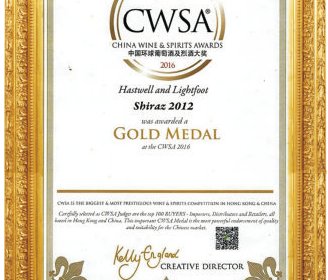 CWSA®
CHINA WINE & SPIRITS AWARDS
中国环球葡萄酒及烈酒大奖
2016
Hastwell and Lightfoot
Shiraz 2012
was awarded a
GOLD MEDAL
at the CWSA 2016
CWSA IS THE BIGGEST & MOST PRESTIGIOUS WINE & SPIRITS COMPETITION IN HONG KONG & CHINA
Carefully selected as CWSA Judges are the top 100 BUYERS - Importers, Distributors and Retailers, all
based in Hong Kong and China. This important CWSA Medal is the most powerful endorsement of quality
and suitability for the Chinese market.
Kelly England
CREATIVE DIRECTOR